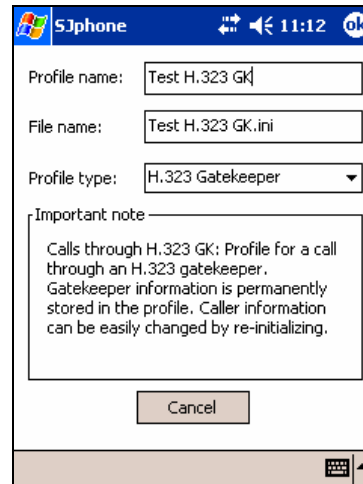 SJphone 11:12 ok
Profile name: Test H.323 GK
File name: Test H.323 GK.ini
Profile type: H.323 Gatekeeper
Important note
Calls through H.323 GK: Profile for a call
through an H.323 gatekeeper.
Gatekeeper information is permanently
stored in the profile. Caller information
can be easily changed by re-initializing.
Cancel